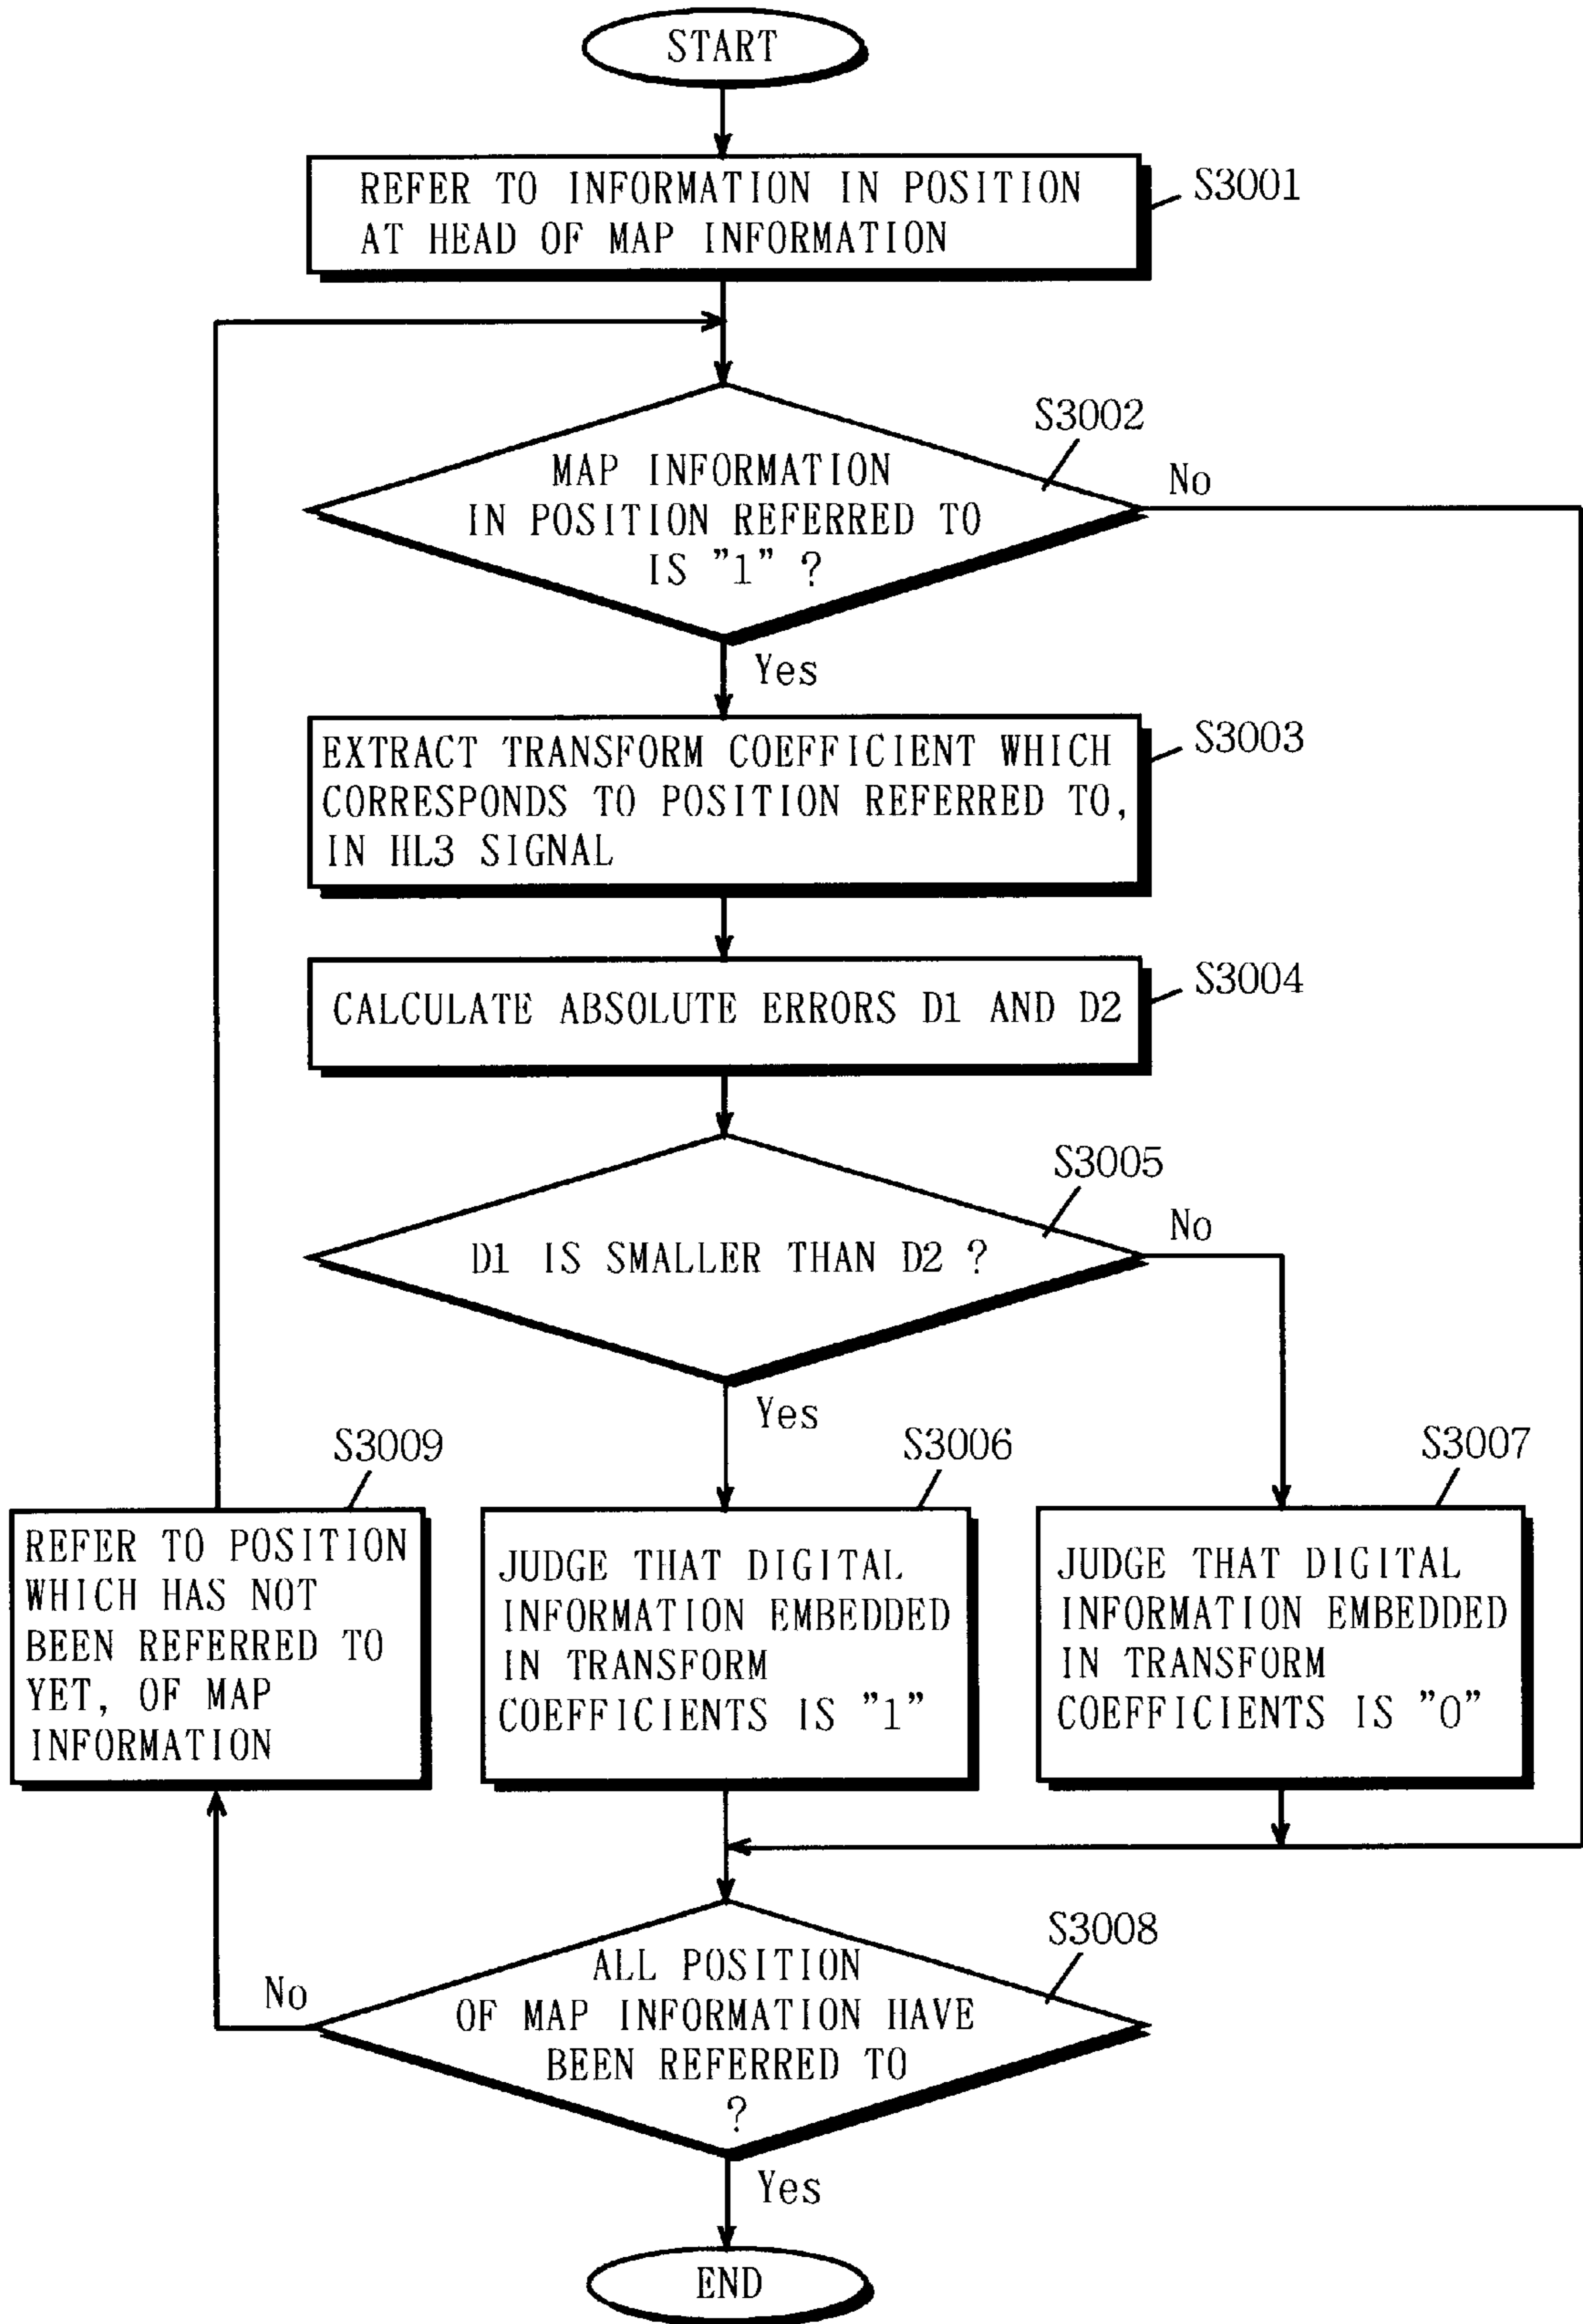 START
REFER TO INFORMATION IN POSITION
AT HEAD OF MAP INFORMATION
S3001
S3002
MAP INFORMATION
IN POSITION REFERRED TO
IS "1" ?
No
Yes
EXTRACT TRANSFORM COEFFICIENT WHICH
CORRESPONDS TO POSITION REFERRED TO,
IN HL3 SIGNAL
S3003
CALCULATE ABSOLUTE ERRORS D1 AND D2
S3004
S3005
D1 IS SMALLER THAN D2 ?
No
Yes
S3009
REFER TO POSITION
WHICH HAS NOT
BEEN REFERRED TO
YET, OF MAP
INFORMATION
S3006
JUDGE THAT DIGITAL
INFORMATION EMBEDDED
IN TRANSFORM
COEFFICIENTS IS "1"
S3007
JUDGE THAT DIGITAL
INFORMATION EMBEDDED
IN TRANSFORM
COEFFICIENTS IS "0"
S3008
ALL POSITION
OF MAP INFORMATION HAVE
BEEN REFERRED TO
?
No
Yes
END